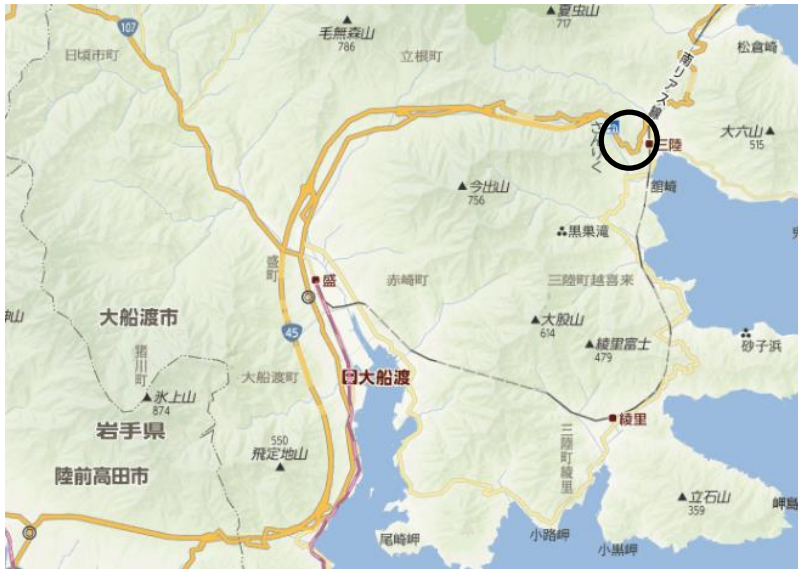 107
日頃市町
毛無森山
786
夏虫山
717
立根町
南リアス線
松倉崎
さんりく
三陸
大六山
515
舘崎
今出山
756
黒巣滝
盛町
盛
赤崎町
三陸町越喜来
大船渡市
猪川町
45
大股山
614
綾里富士
479
砂子浜
大船渡町
大船渡
氷上山
874
岩手県
550
飛定地山
綾里
三陸町綾里
陸前高田市
立石山
359
尾崎岬
小路岬
小黒岬